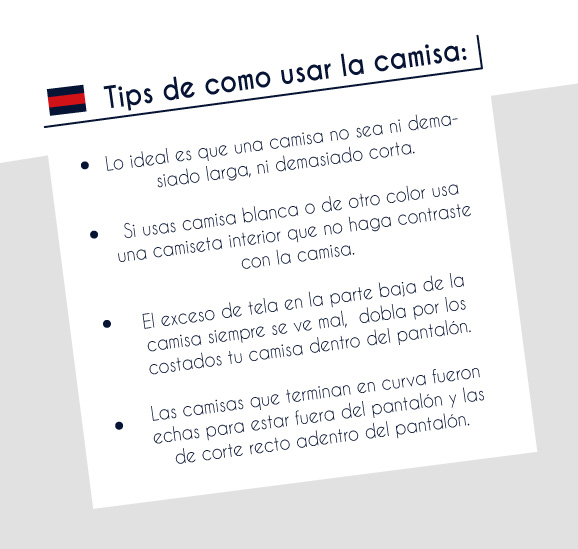 Tips de como usar la camisa:
Lo ideal es que una camisa no sea ni dema-
siado larga, ni demasiado corta.
Si usas camisa blanca o de otro color usa
una camiseta interior que no haga contraste
con la camisa.
El exceso de tela en la parte baja de la
camisa siempre se ve mal, dobla por los
costados tu camisa dentro del pantalón.
Las camisas que terminan en curva fueron
echas para estar fuera del pantalón y las
de corte recto adentro del pantalón.